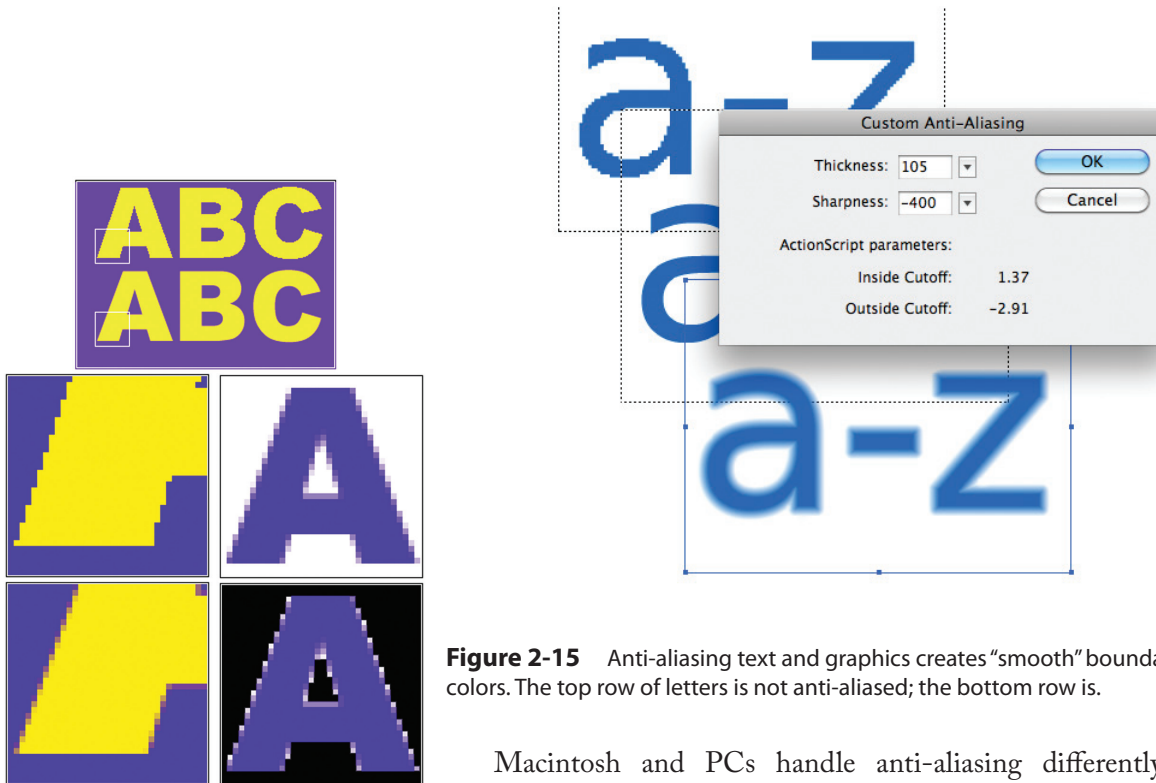 ABC
ABC
A
A
a-z
a
a-z
Custom Anti-Aliasing
Thickness: 105
OK
Sharpness: -400
Cancel
ActionScript parameters:
Inside Cutoff: 1.37
Outside Cutoff: -2.91
Figure 2-15 Anti-aliasing text and graphics creates “smooth”
colors. The top row of letters is not anti-aliased; the bottom row is.
Macintosh and PCs handle anti-aliasing differently